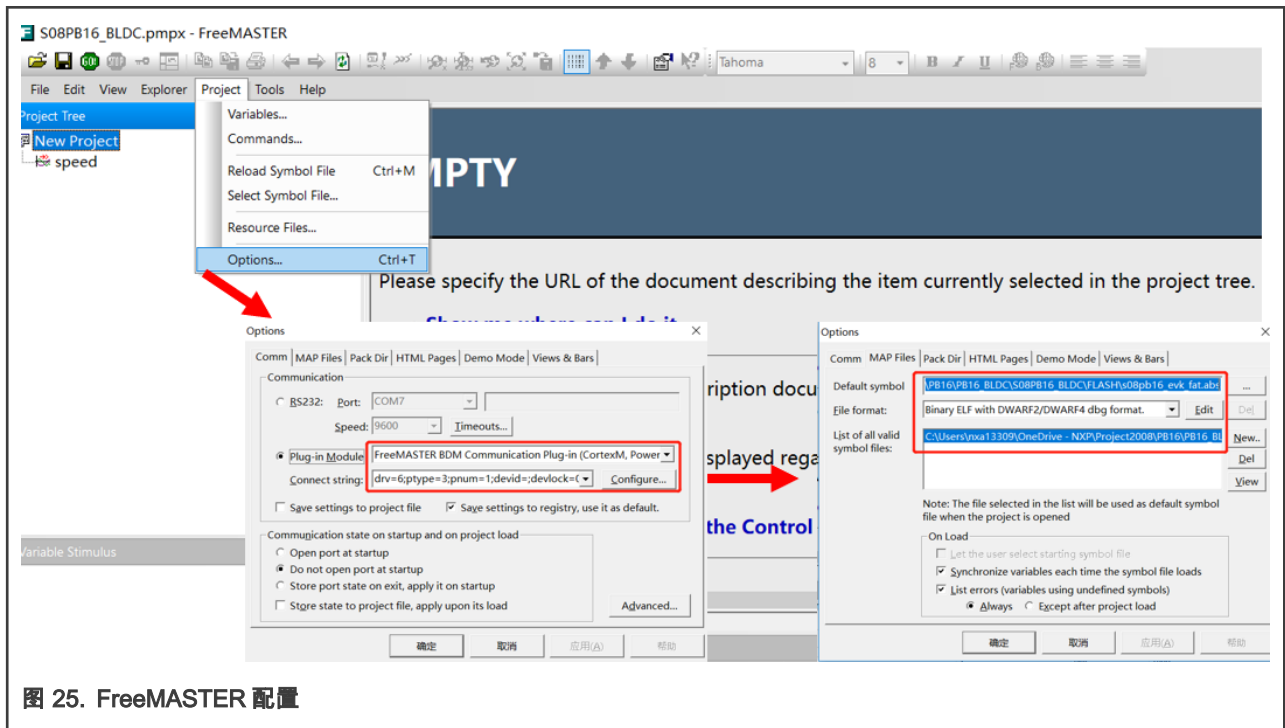 S08PB16_BLDC.pmpx - FreeMASTER
Tahoma 8 B I U
File Edit View Explorer Project Tools Help
Project Tree
New Project
speed
Variables...
Commands...
Reload Symbol File Ctrl+M
Select Symbol File...
Resource Files...
Options... Ctrl+T
MPTY
Please specify the URL of the document describing the item currently selected in the project tree.
Show me where can I do it
ription docu
splayed rega
the Control
Variable Stimulus
Options
Comm MAP Files Pack Dir HTML Pages Demo Mode Views & Bars
Communication
RS232: Port: COM7
Speed: 9600 Timeouts...
Plug-in Module FreeMASTER BDM Communication Plug-in (CortexM, Power
Connect string: drv=6;ptype=3;pnum=1;devid=;devlock=( Configure...
Save settings to project file Save settings to registry, use it as default.
Communication state on startup and on project load
Open port at startup
Do not open port at startup
Store port state on exit, apply it on startup
Store state to project file, apply upon its load Advanced...
确定 取消 应用(A) 帮助
Options
Comm MAP Files Pack Dir HTML Pages Demo Mode Views & Bars
Default symbol \PB16\PB16 BLDC\S08PB16 BLDC\FLASH\s08pb16_evk_fat.abs ...
File format: Binary ELF with DWARF2/DWARF4 dbg format. Edit Del
List of all valid symbol files: C:\Users\nxa13309\OneDrive - NXP\Project2008\PB16\PB16_BL New..
Del
View
Note: The file selected in the list will be used as default symbol
file when the project is opened
On Load
Let the user select starting symbol file
Synchronize variables each time the symbol file loads
List errors (variables using undefined symbols)
Always Except after project load
确定 取消 应用(A) 帮助
图 25. FreeMASTER 配置